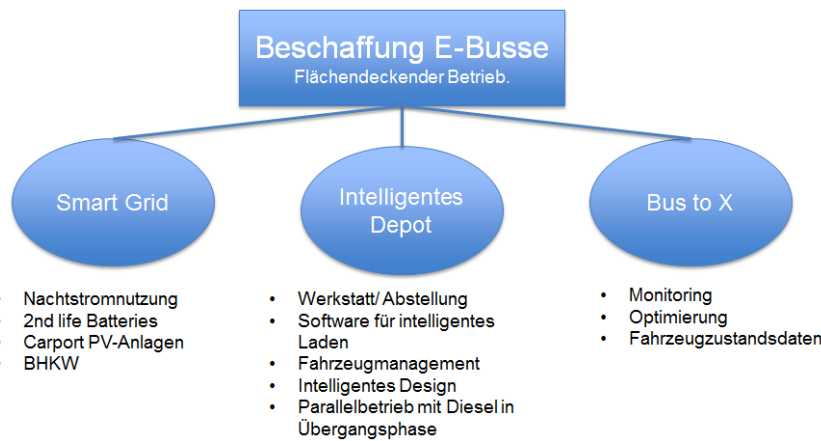 Beschaffung E-Busse
Flächendeckender Betrieb.
Smart Grid
Intelligentes
Depot
Bus to X
Nachtstromnutzung
2nd life Batteries
Carport PV-Anlagen
BHKW
• Werkstatt/ Abstellung
• Software für intelligentes
Laden
• Fahrzeugmanagement
• Intelligentes Design
• Parallelbetrieb mit Diesel in
Übergangsphase
• Monitoring
• Optimierung
• Fahrzeugzustandsdaten